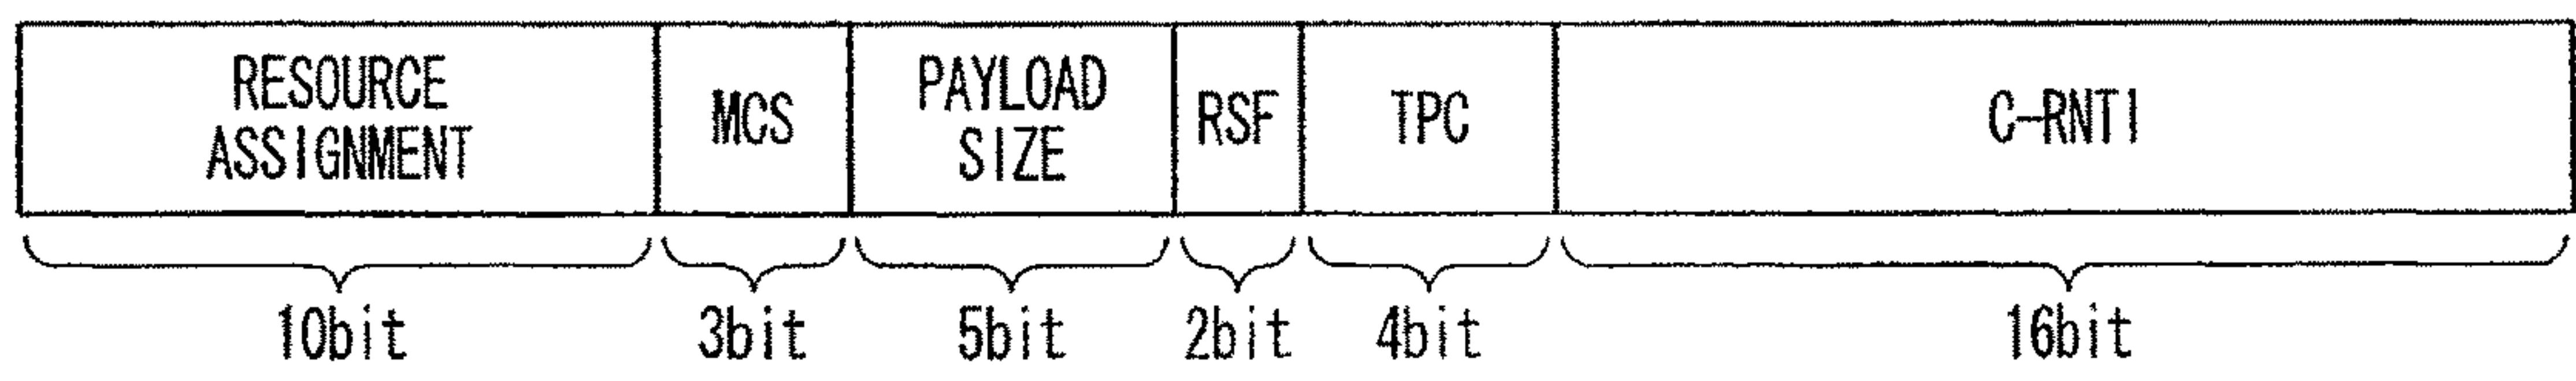 RESOURCE
ASSIGNMENT
MCS
PAYLOAD
SIZE
RSF
TPC
C-RNTI
10bit
3bit
5bit
2bit
4bit
16bit